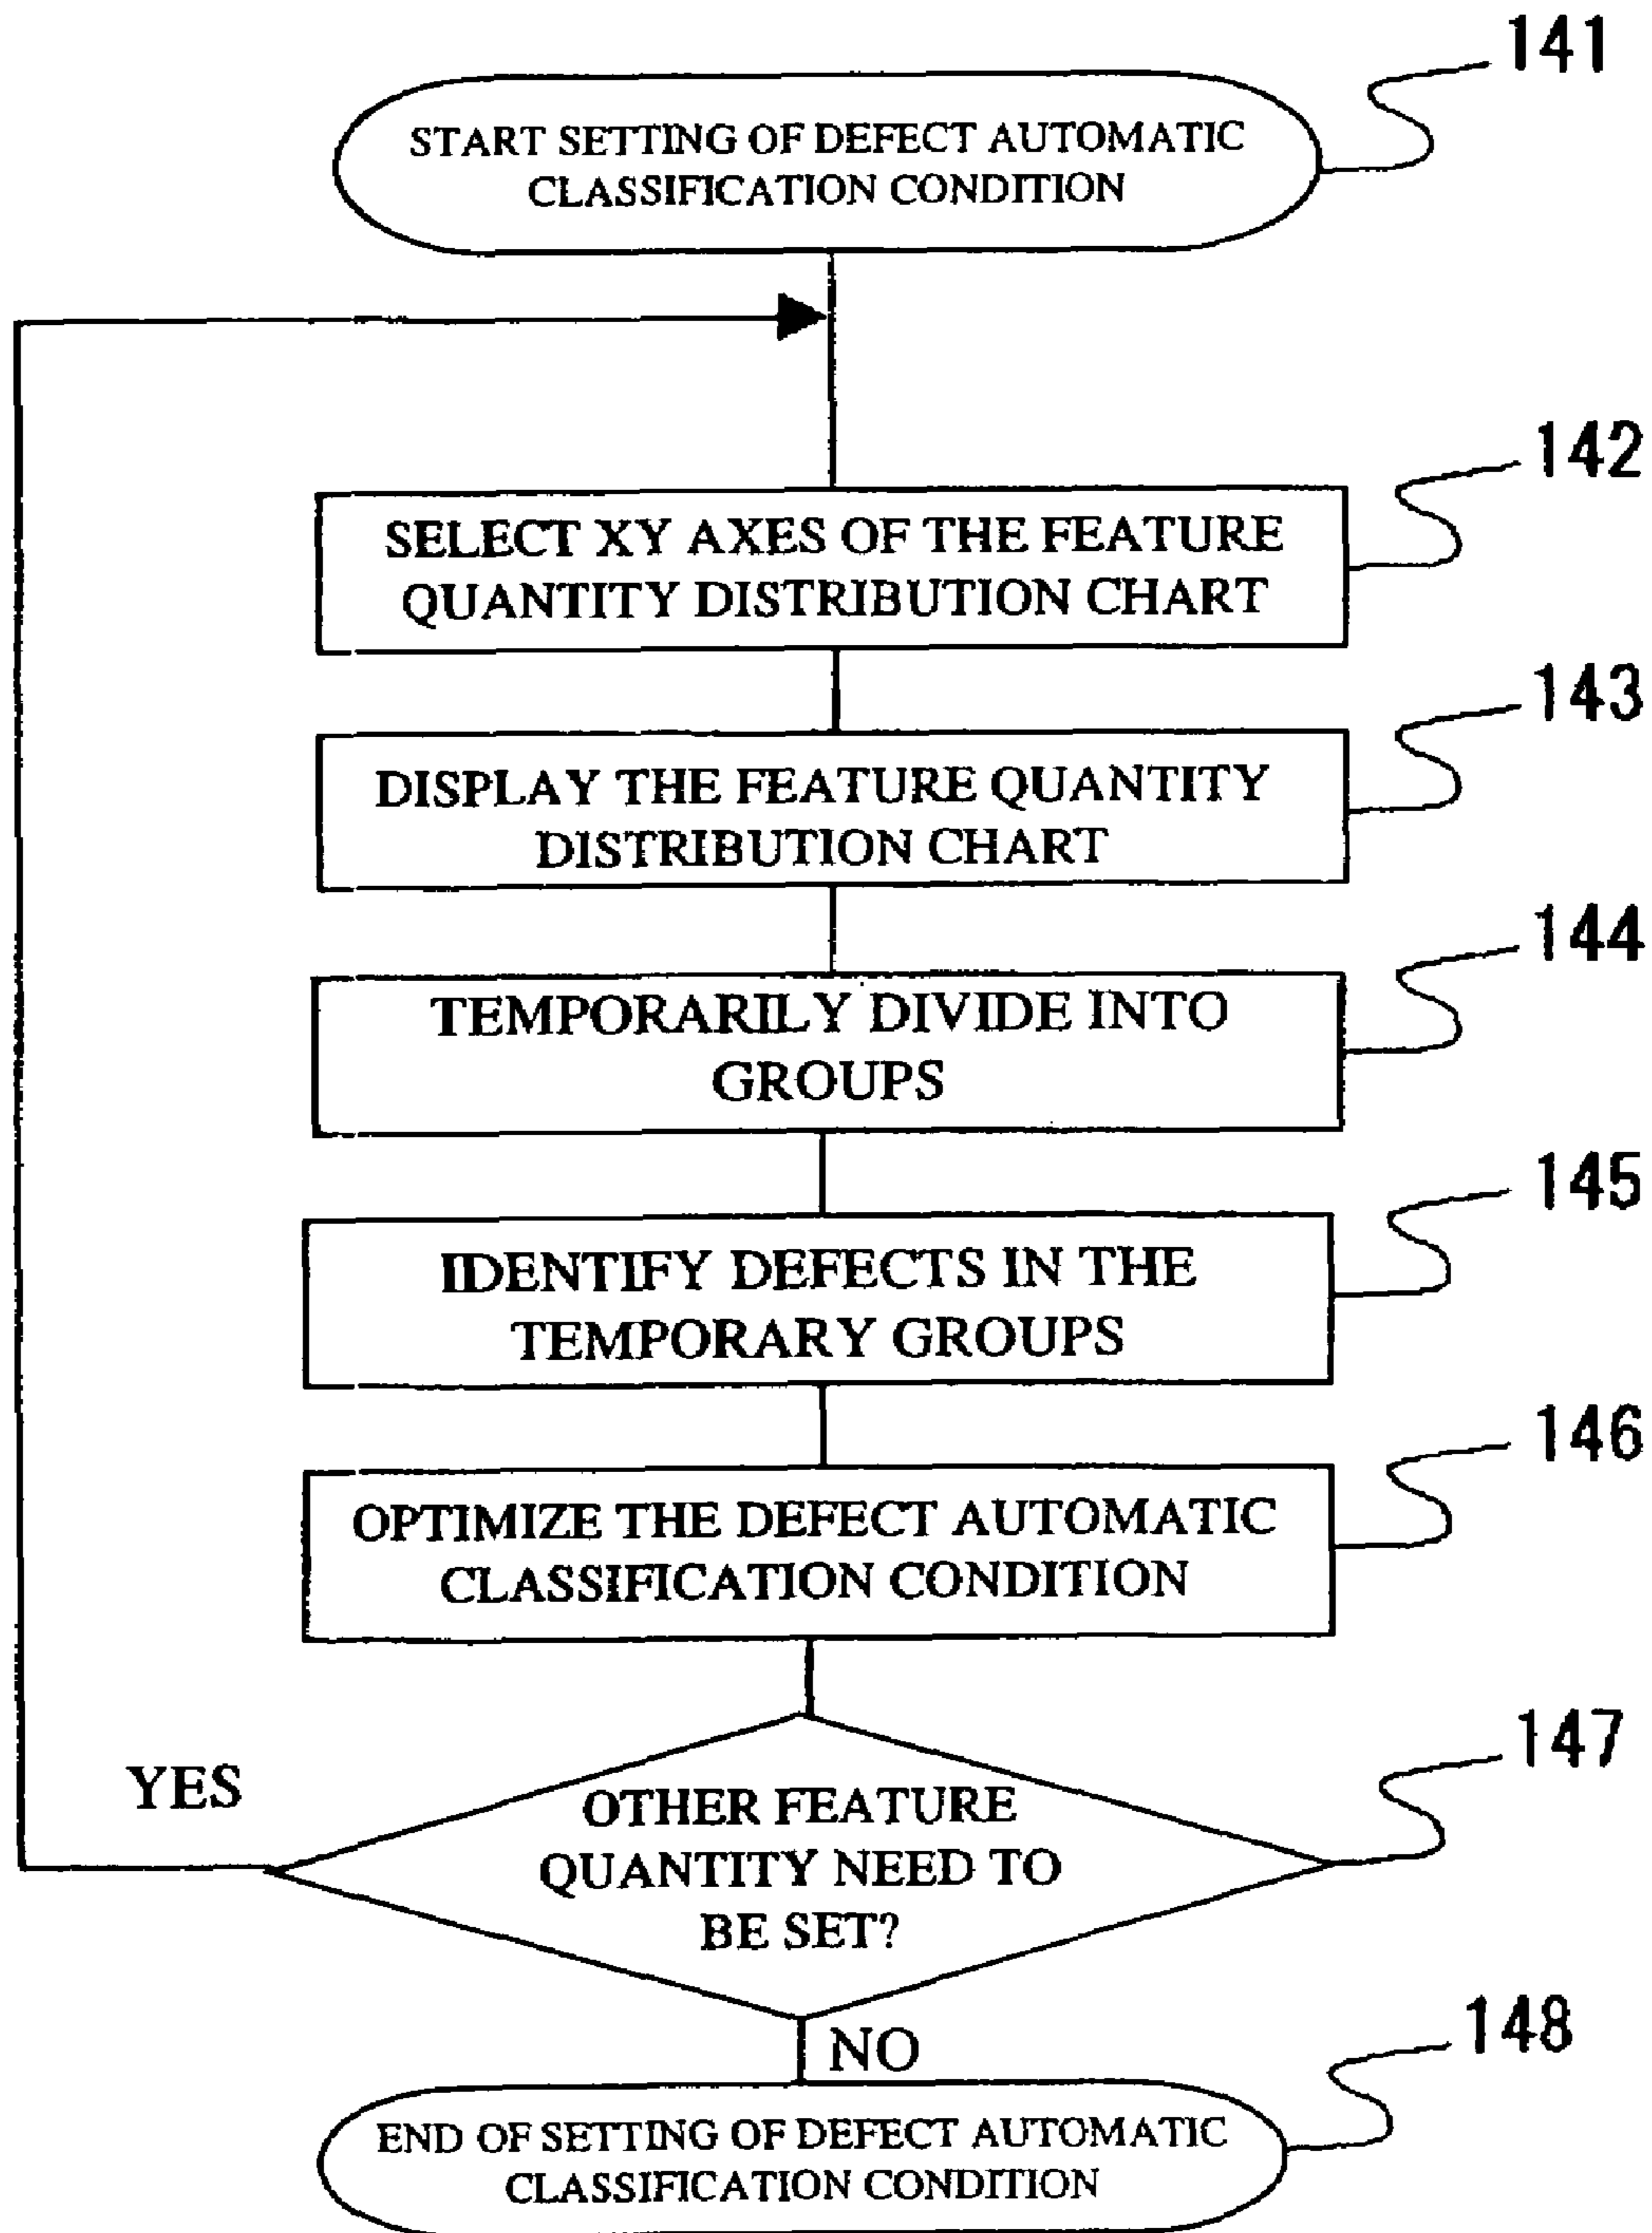 141
START SETTING OF DEFECT AUTOMATIC
CLASSIFICATION CONDITION
142
SELECT XY AXES OF THE FEATURE
QUANTITY DISTRIBUTION CHART
143
DISPLAY THE FEATURE QUANTITY
DISTRIBUTION CHART
144
TEMPORARILY DIVIDE INTO
GROUPS
145
IDENTIFY DEFECTS IN THE
TEMPORARY GROUPS
146
OPTIMIZE THE DEFECT AUTOMATIC
CLASSIFICATION CONDITION
147
YES
OTHER FEATURE
QUANTITY NEED TO
BE SET?
NO
148
END OF SETTING OF DEFECT AUTOMATIC
CLASSIFICATION CONDITION